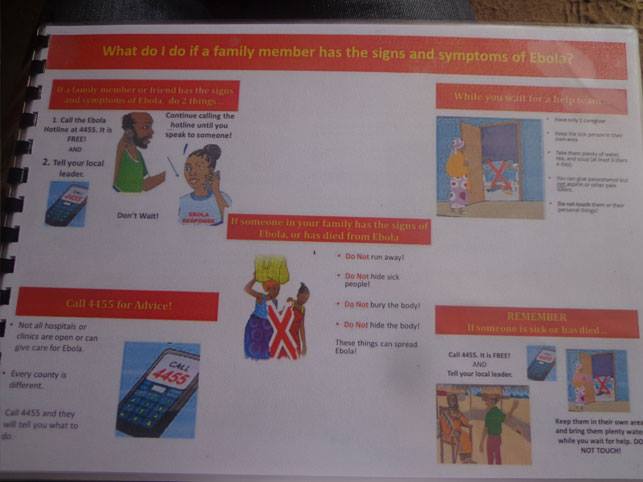 What do I do if a family member has the signs and symptoms of Ebola?
If a family member or friend has the signs
and symptoms of Ebola, do 2 things...
1. Call the Ebola
Hotline at 4455. It is
FREE!
AND
2. Tell your local
leader.
CALL
4455
Continue calling the
hotline until you
speak to someone!
Don't Wait!
EBOLA
RESPONSE
While you wait for a help team...
• Have only 1 caregiver
• Keep the sick person in their
own area
• Take them plenty of water,
tea, and soup (at least 3 liters
a day)
• You can give paracetamol but
not aspirin or other pain
• Do not touch them or their
personal things!
If someone in your family has the signs of
Ebola, or has died from Ebola
• Do Not run away!
• Do Not hide sick
people!
• Do Not bury the body!
• Do Not hide the body!
These things can spread
Ebola!
Call 4455 for Advice!
• Not all hospitals or
clinics are open or can
give care for Ebola.
• Every county is
different.
Call 4455 and they
will tell you what to
do.
CALL
4455
REMEMBER
If someone is sick or has died...
Call 4455. It is FREE!
AND
Tell your local leader.
CALL
4455
Keep them in their own area
and bring them plenty water
while you wait for help. DO
NOT TOUCH!